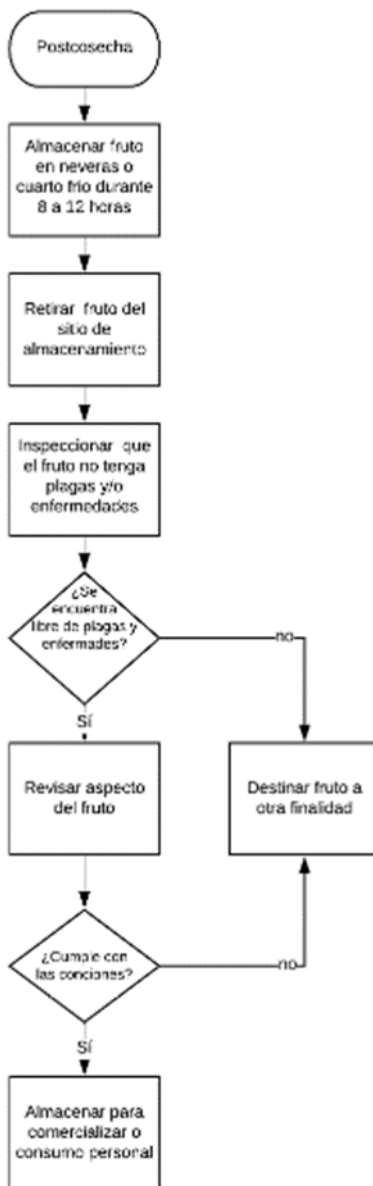 Postcosecha
Almacenar fruto
en neveras o
cuarto frío durante
8 a 12 horas
Retirar fruto del
sitio de
almacenamiento
Inspeccionar que
el fruto no tenga
plagas y/o
enfermedades
¿Se
encuentra
libre de plagas y
enfermades?
no
Sí
Revisar aspecto
del fruto
Destinar fruto a
otra finalidad
¿Cumple con
las conciones?
no
Sí
Almacenar para
comercializar o
consumo personal